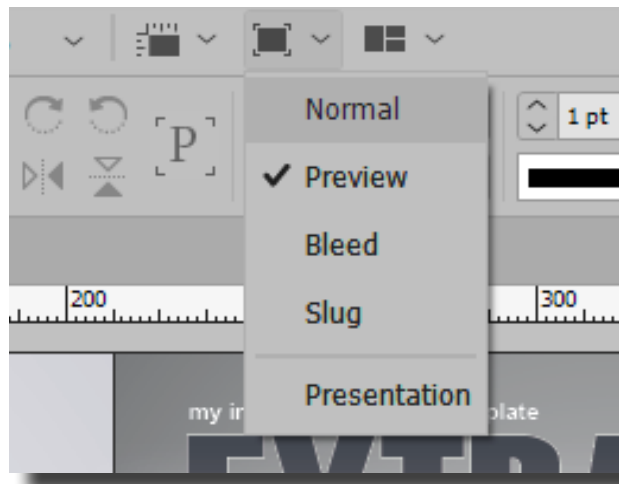 Normal
1 pt
P
Preview
Bleed
200
300
Slug
Presentation
my in
plate